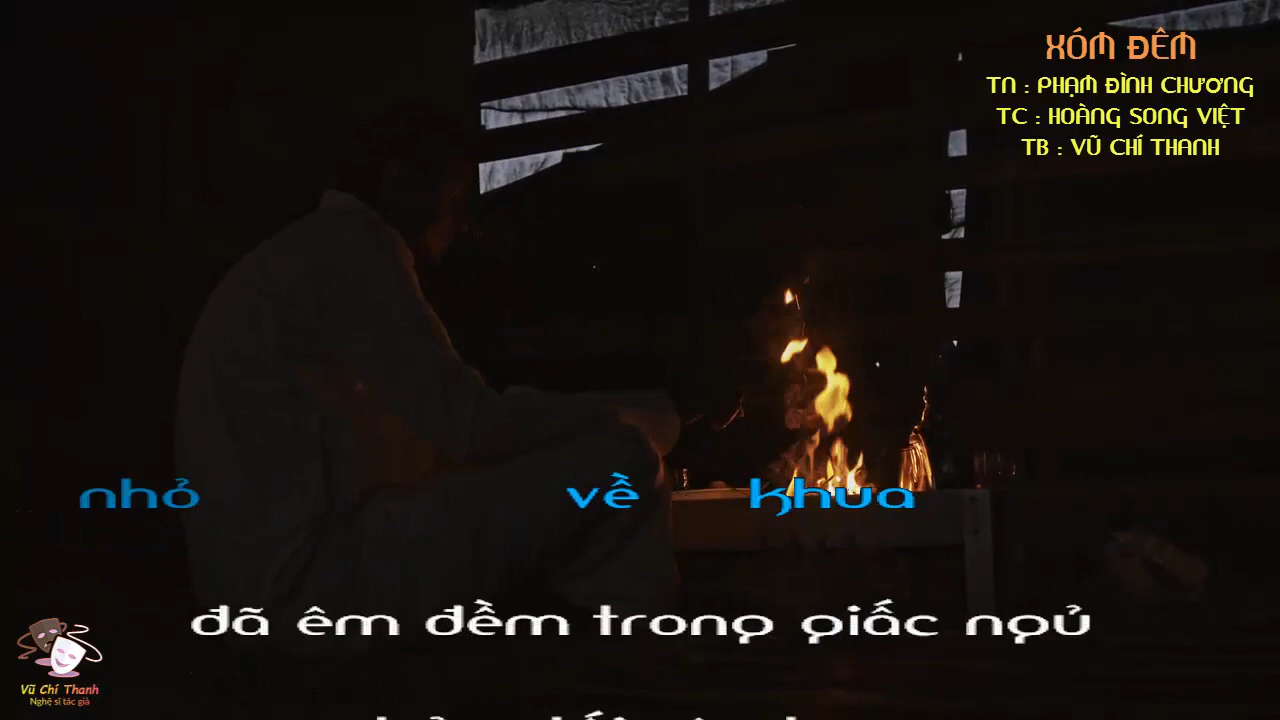 XÓM ĐÊM
TN : PHẠM ĐÌNH CHƯƠNG
TC : HOÀNG SONG VIỆT
TB : VŨ CHÍ THANH
nhỏ về khua
đã êm đềm trong giấc ngủ
Vũ Chí Thanh
Nghệ sĩ tác giả